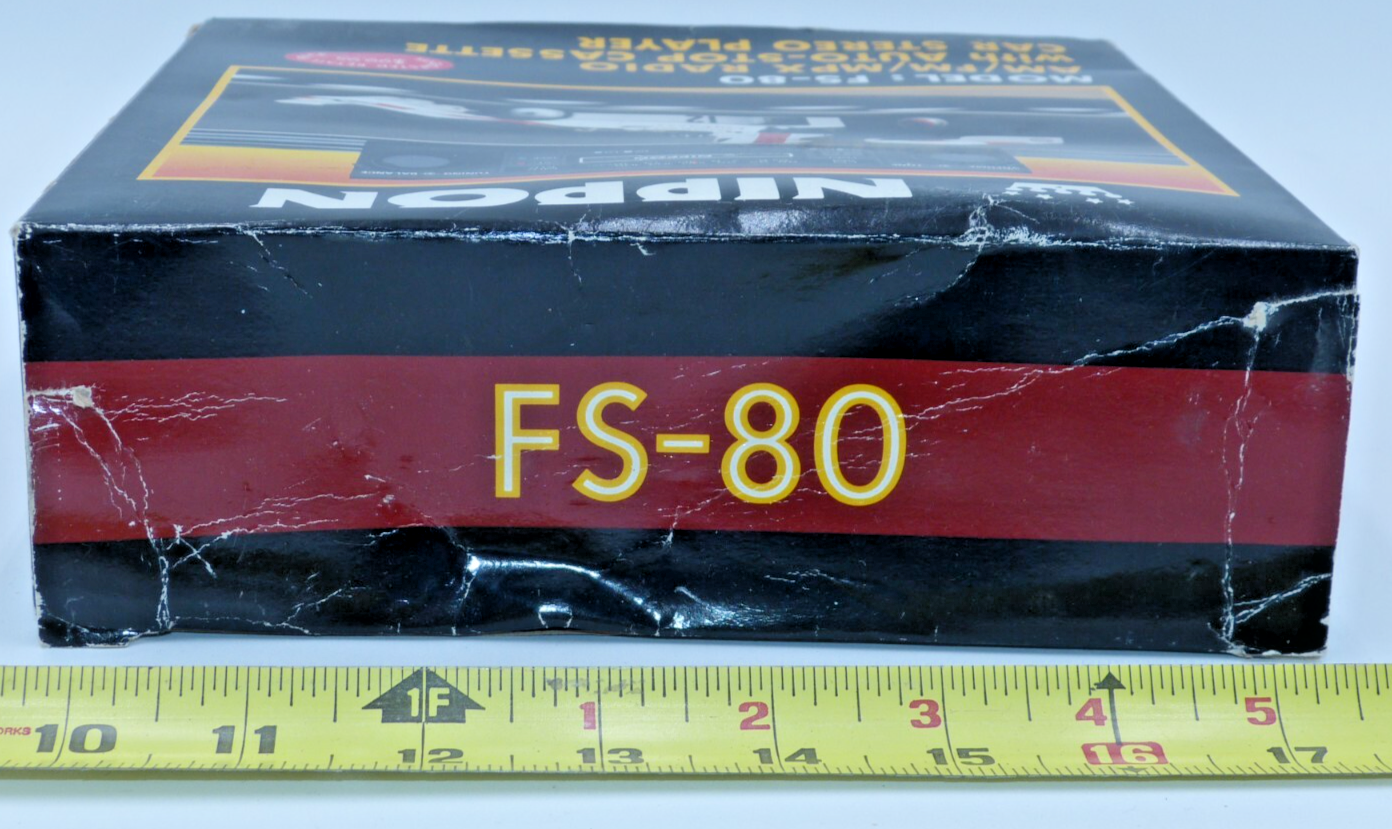 MODEL: FS-80
AM/FM/MPX RADIO
WITH AUTO-STOP CASSETTE
CAR STEREO PLAYER
NIPPON
FS-80
1F 1 2 3 4 5
10 11 12 13 14 15 16 17